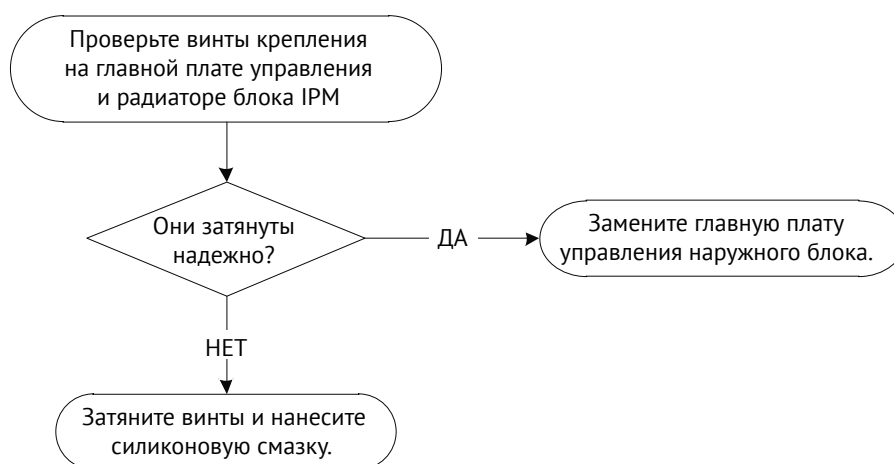 Проверьте винты крепления
на главной плате управления
и радиаторе блока IPM
Они затянуты
надежно?
ДА
Замените главную плату
управления наружного блока.
НЕТ
Затяните винты и нанесите
силиконовую смазку.